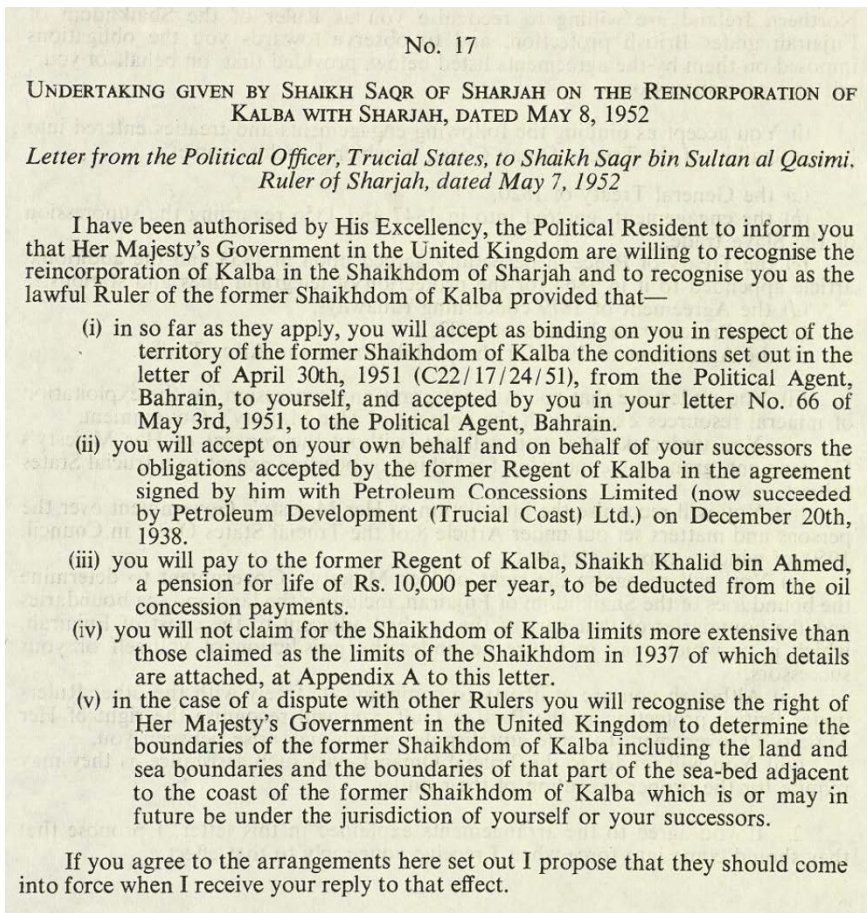 No. 17
UNDERTAKING GIVEN BY SHAIKH SAQR OF SHARJAH ON THE REINCORPORATION OF
KALBA WITH SHARJAH, DATED MAY 8, 1952
Letter from the Political Officer, Trucial States, to Shaikh Saqr bin Sultan al Qasimi,
Ruler of Sharjah, dated May 7, 1952
I have been authorised by His Excellency, the Political Resident to inform you
that Her Majesty's Government in the United Kingdom are willing to recognise the
reincorporation of Kalba in the Shaikhdom of Sharjah and to recognise you as the
lawful Ruler of the former Shaikhdom of Kalba provided that—
(i) in so far as they apply, you will accept as binding on you in respect of the
territory of the former Shaikhdom of Kalba the conditions set out in the
letter of April 30th, 1951 (C22/17/24/51), from the Political Agent,
Bahrain, to yourself, and accepted by you in your letter No. 66 of
May 3rd, 1951, to the Political Agent, Bahrain.
(ii) you will accept on your own behalf and on behalf of your successors the
obligations accepted by the former Regent of Kalba in the agreement
signed by him with Petroleum Concessions Limited (now succeeded
by Petroleum Development (Trucial Coast) Ltd.) on December 20th,
1938.
(iii) you will pay to the former Regent of Kalba, Shaikh Khalid bin Ahmed,
a pension for life of Rs. 10,000 per year, to be deducted from the oil
concession payments.
(iv) you will not claim for the Shaikhdom of Kalba limits more extensive than
those claimed as the limits of the Shaikhdom in 1937 of which details
are attached, at Appendix A to this letter.
(v) in the case of a dispute with other Rulers you will recognise the right of
Her Majesty's Government in the United Kingdom to determine the
boundaries of the former Shaikhdom of Kalba including the land and
sea boundaries and the boundaries of that part of the sea-bed adjacent
to the coast of the former Shaikhdom of Kalba which is or may in
future be under the jurisdiction of yourself or your successors.
If you agree to the arrangements here set out I propose that they should come
into force when I receive your reply to that effect.